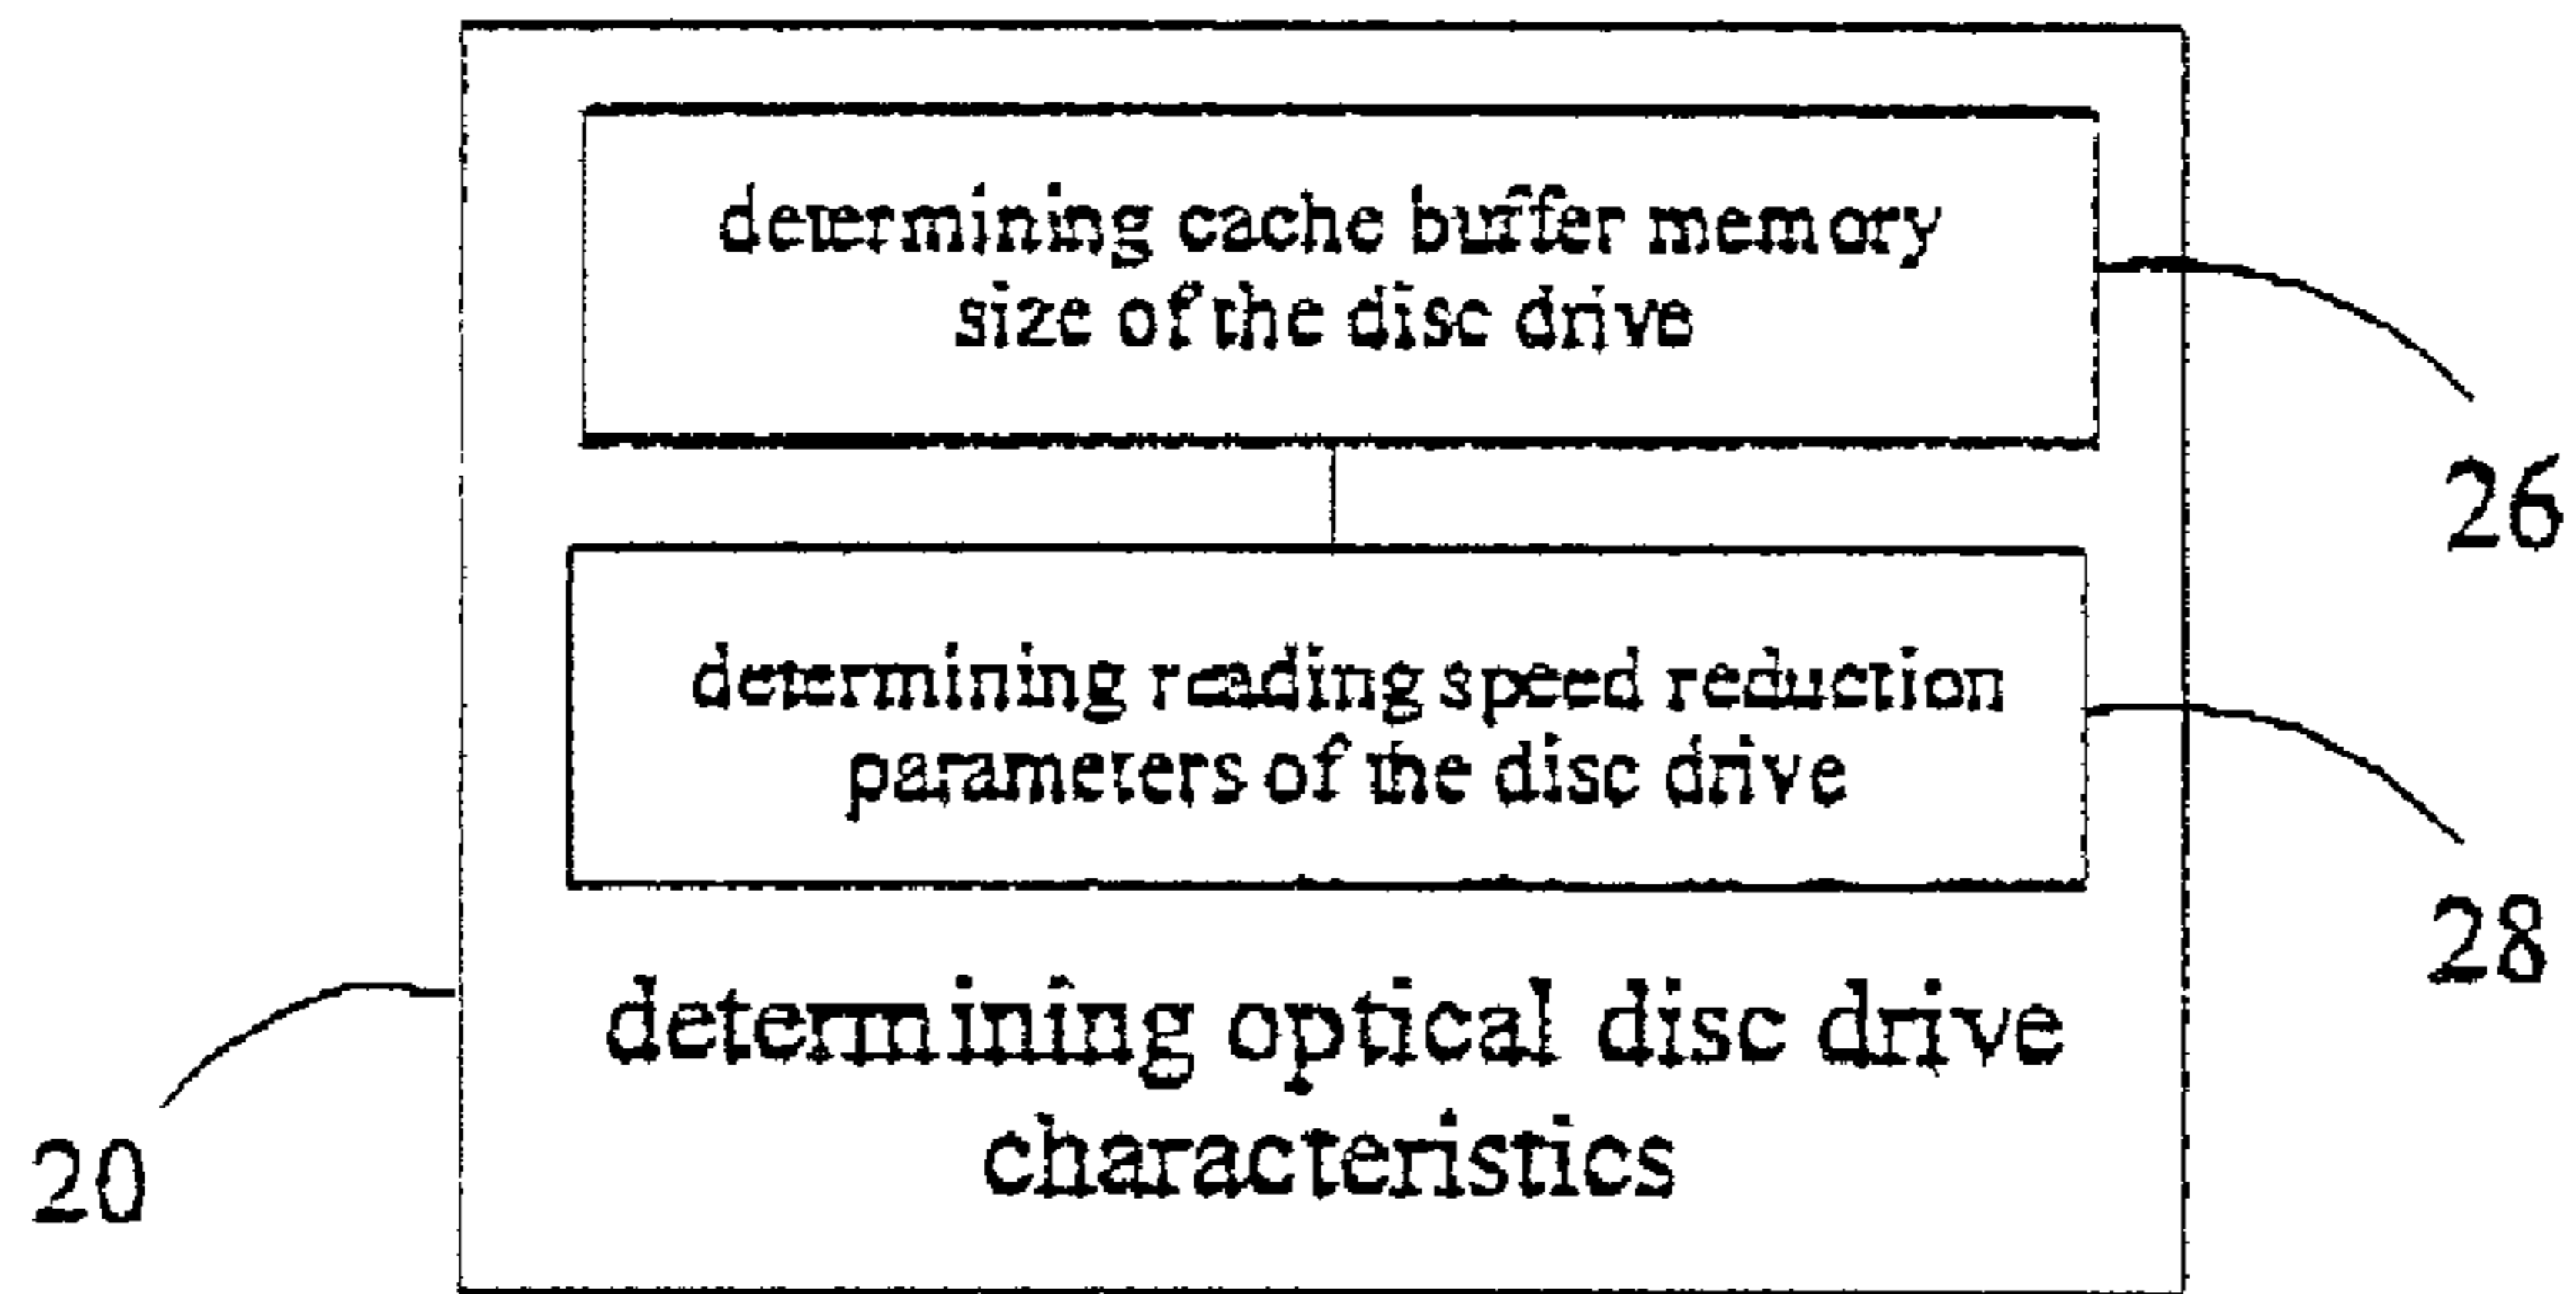 determining cache buffer memory
size of the disc drive
26
determining reading speed reduction
parameters of the disc drive
28
determining optical disc drive
characteristics
20